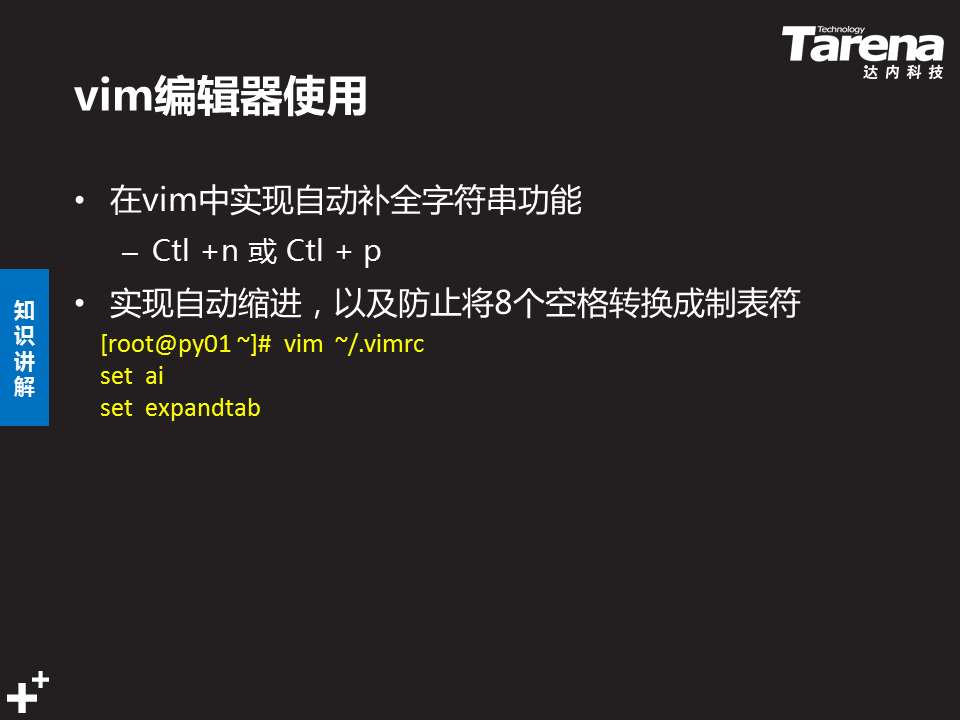 Technology
Tarena
达内科技
vim编辑器使用
• 在vim中实现自动补全字符串功能
– Ctl +n 或 Ctl + p
• 实现自动缩进，以及防止将8个空格转换成制表符
[root@py01 ~]# vim ~/.vimrc
set ai
set expandtab
知识讲解